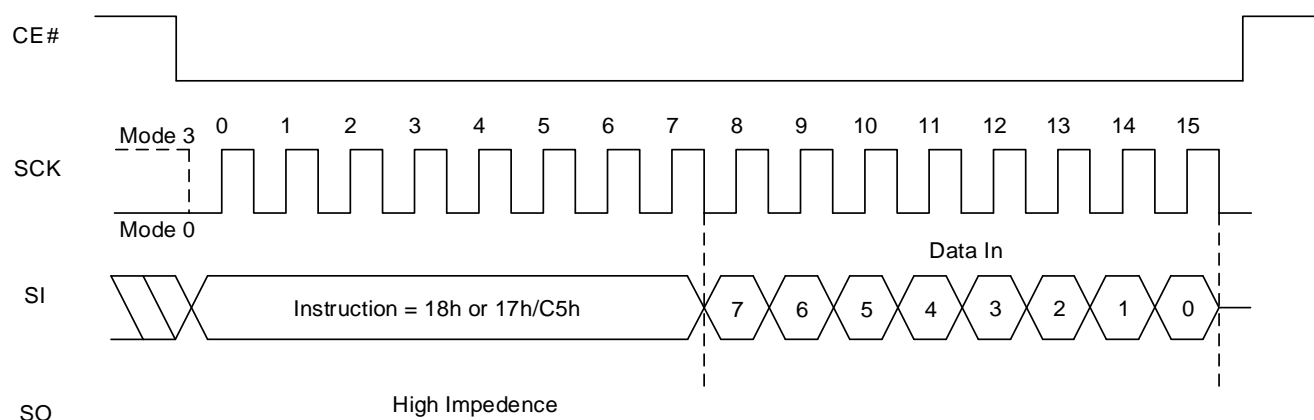 CE#
0 1 2 3 4 5 6 7 8 9 10 11 12 13 14 15
Mode 3
SCK
Mode 0
Data In
SI
Instruction = 18h or 17h/C5h
7 6 5 4 3 2 1 0
High Impedence
SO